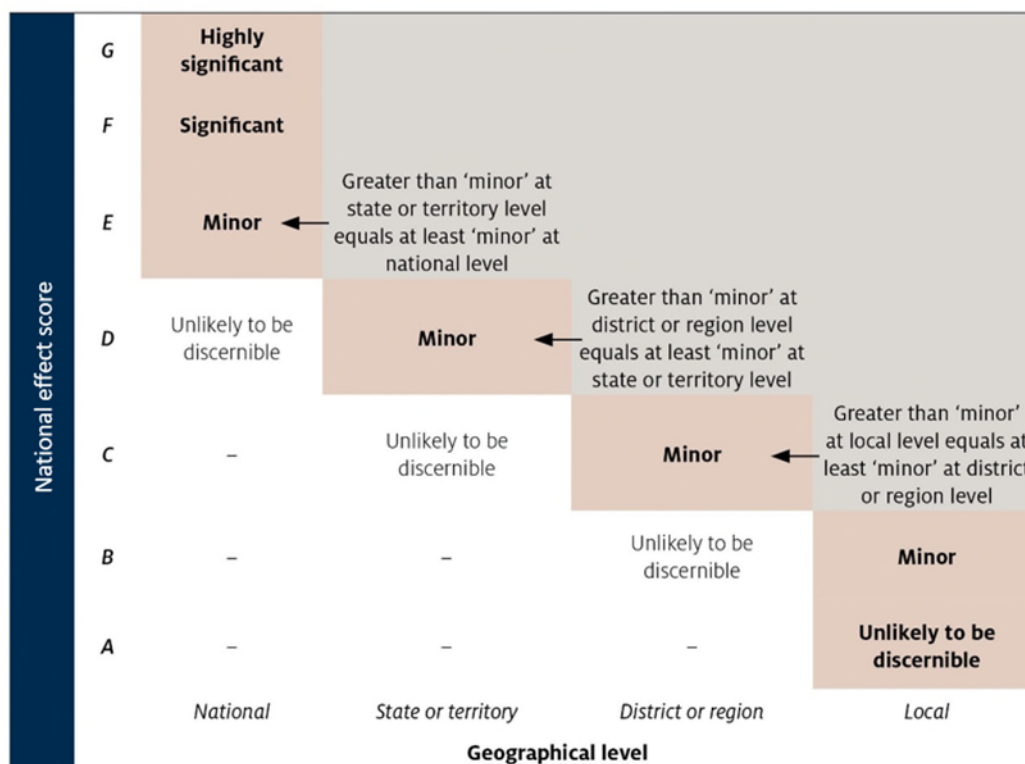 National effect score
G
Highly
significant
F
Significant
E
Minor
Greater than ‘minor’ at
state or territory level
equals at least ‘minor’ at
national level
D
Unlikely to be
discernible
Minor
Greater than ‘minor’ at
district or region level
equals at least ‘minor’ at
state or territory level
C
–
Unlikely to be
discernible
Minor
Greater than ‘minor’
at local level equals at
least ‘minor’ at district
or region level
B
–
–
Unlikely to be
discernible
Minor
A
–
–
–
Unlikely to be
discernible
National
State or territory
District or region
Local
Geographical level